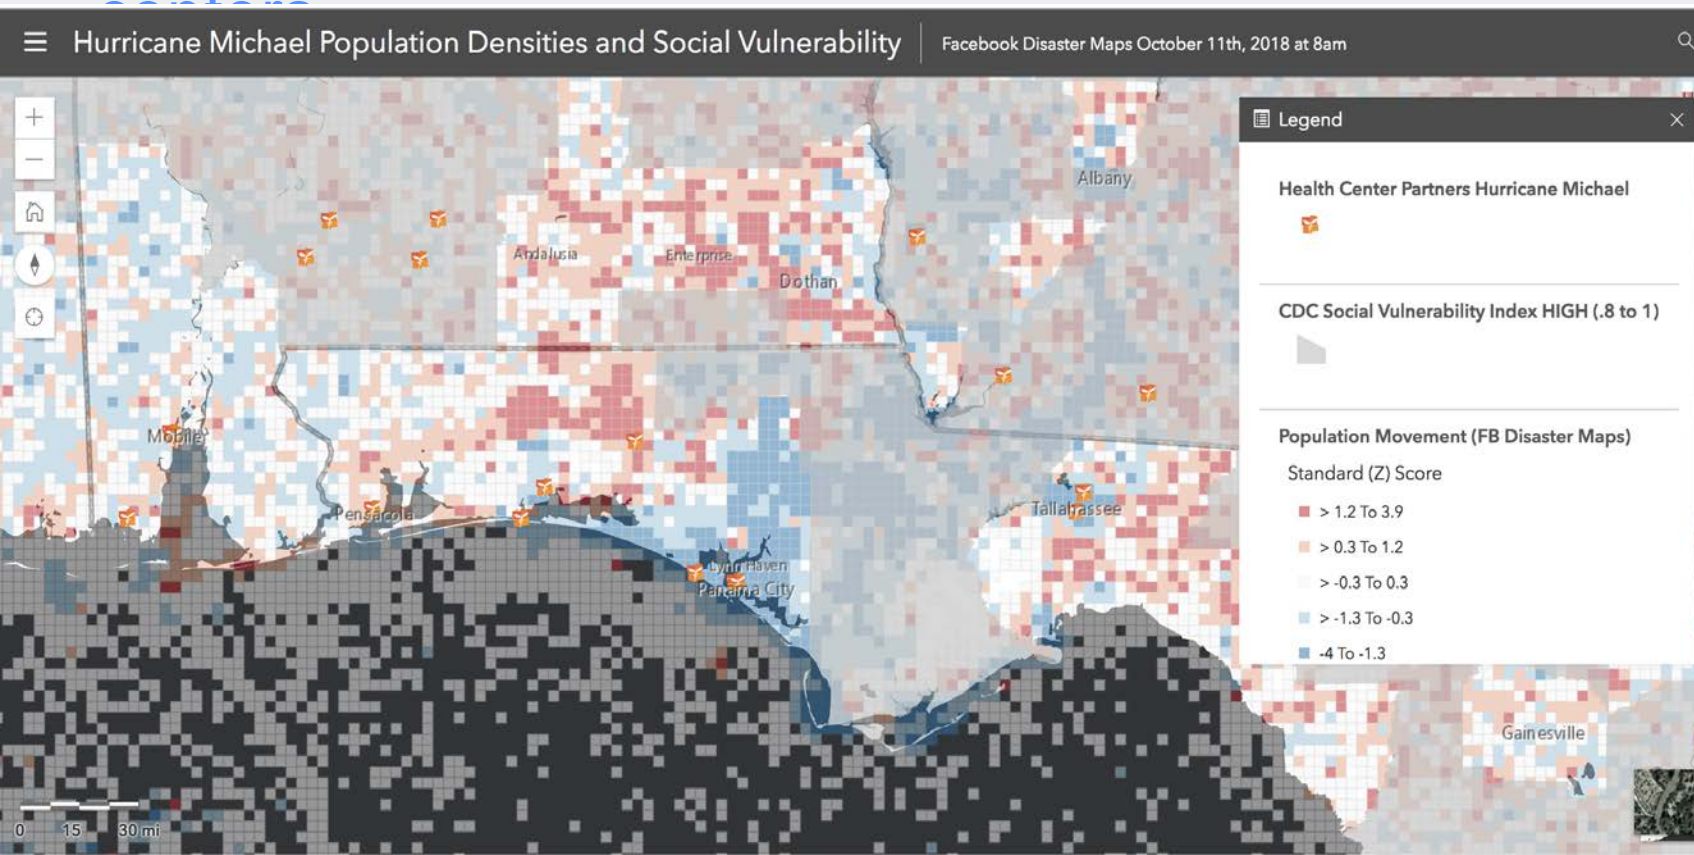 Hurricane Michael Population Densities and Social Vulnerability
Facebook Disaster Maps October 11th, 2018 at 8am
Legend
Health Center Partners Hurricane Michael
CDC Social Vulnerability Index HIGH (.8 to 1)
Population Movement (FB Disaster Maps)
Standard (Z) Score
> 1.2 To 3.9
> 0.3 To 1.2
> -0.3 To 0.3
> -1.3 To -0.3
-4 To -1.3
Albany
Andalusia
Enterprise
Dothan
Mobile
Pensacola
Tallahassee
Lynn Haven
Panama City
Gainesville
0 15 30 mi